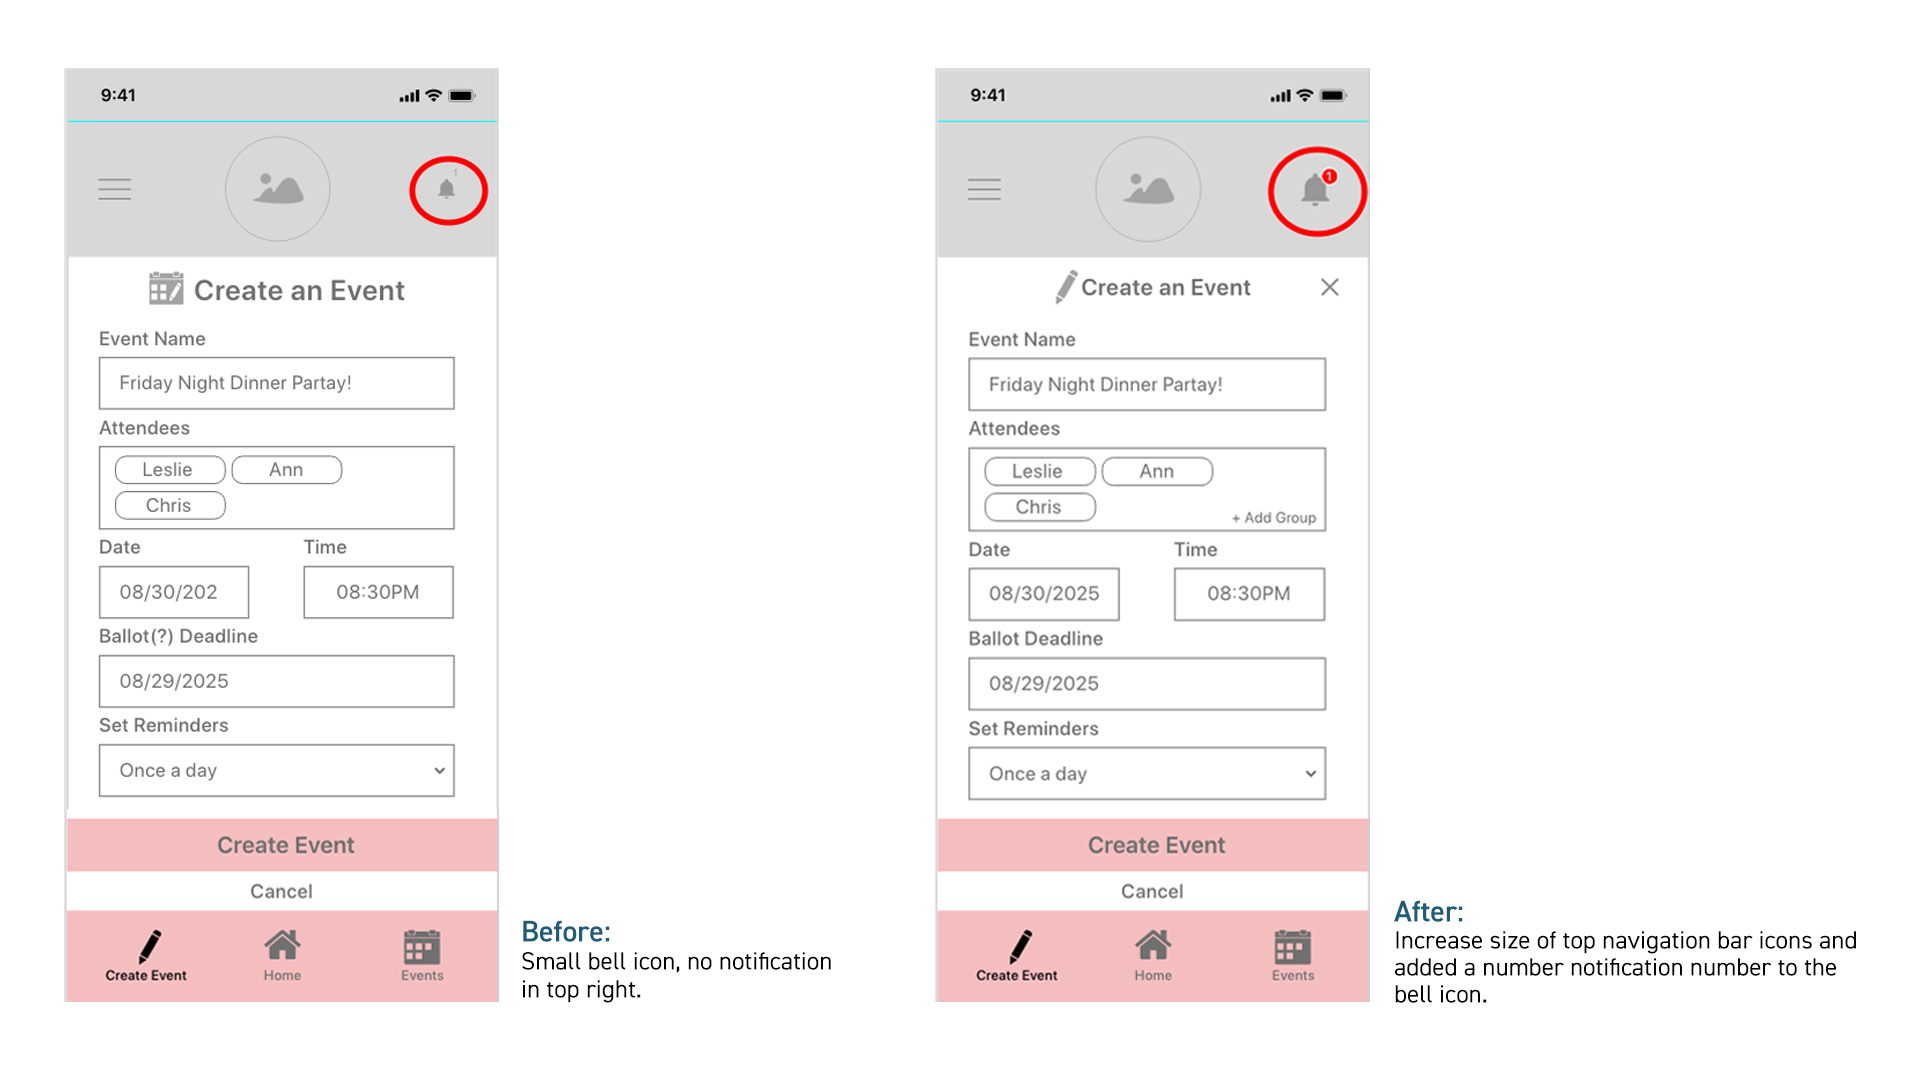 9:41
1
Create an Event
Event Name
Friday Night Dinner Partay!
Attendees
Leslie
Ann
Chris
Date
Time
08/30/202
08:30PM
Ballot(?) Deadline
08/29/2025
Set Reminders
Once a day
Create Event
Cancel
Create Event
Home
Events
Before:
Small bell icon, no notification
in top right.
9:41
1
Create an Event
Event Name
Friday Night Dinner Partay!
Attendees
Leslie
Ann
Chris
+ Add Group
Date
Time
08/30/2025
08:30PM
Ballot Deadline
08/29/2025
Set Reminders
Once a day
Create Event
Cancel
Create Event
Home
Events
After:
Increase size of top navigation bar icons and
added a number notification number to the
bell icon.